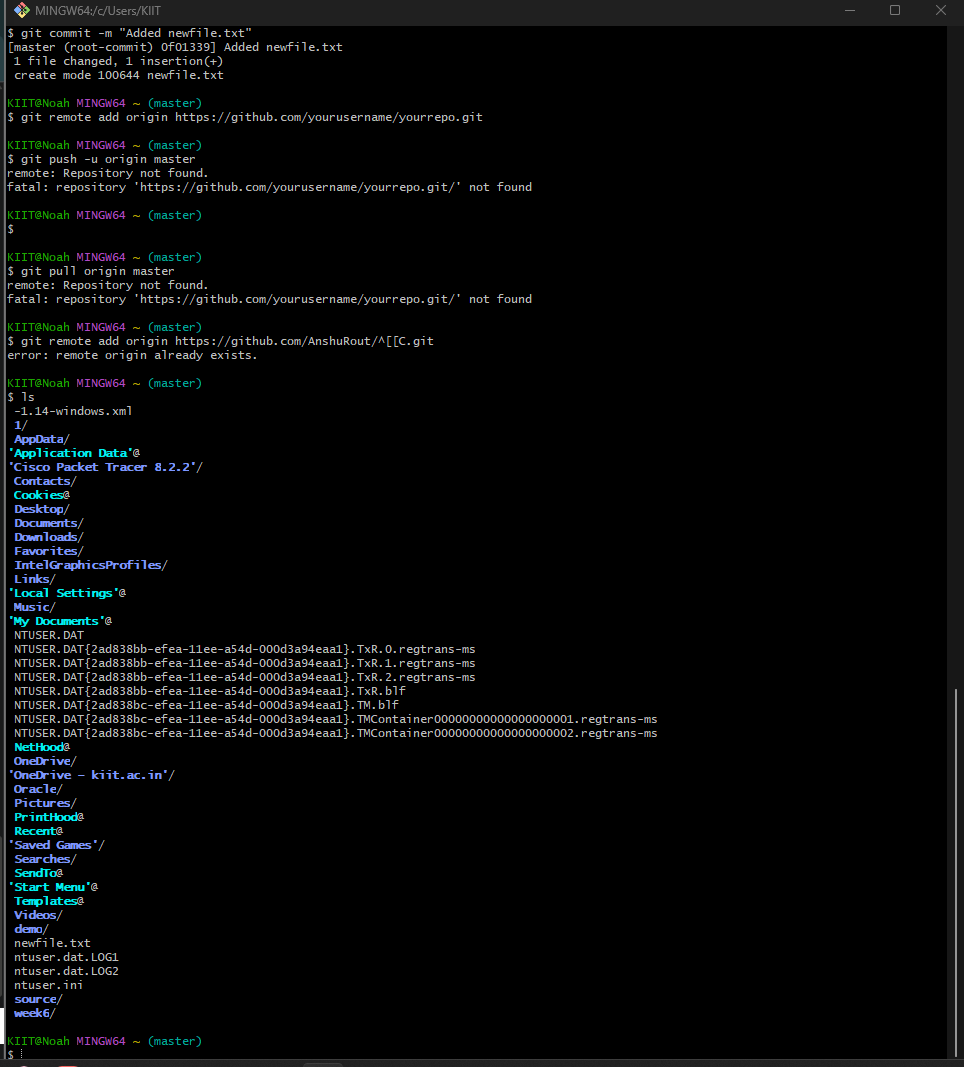 MINGW64:/c/Users/KIIT
$ git commit -m "Added newfile.txt"
[master (root-commit) 0f01339] Added newfile.txt
 1 file changed, 1 insertion(+)
 create mode 100644 newfile.txt
KIIT@Noah MINGW64 ~ (master)
$ git remote add origin https://github.com/yourusername/yourrepo.git
KIIT@Noah MINGW64 ~ (master)
$ git push -u origin master
remote: Repository not found.
fatal: repository 'https://github.com/yourusername/yourrepo.git/' not found
KIIT@Noah MINGW64 ~ (master)
$
KIIT@Noah MINGW64 ~ (master)
$ git pull origin master
remote: Repository not found.
fatal: repository 'https://github.com/yourusername/yourrepo.git/' not found
KIIT@Noah MINGW64 ~ (master)
$ git remote add origin https://github.com/AnshuRout/^[[C.git
error: remote origin already exists.
KIIT@Noah MINGW64 ~ (master)
$ ls
 -1.14-windows.xml
 1/
 AppData/
'Application Data'@
'Cisco Packet Tracer 8.2.2'/
 Contacts/
 Cookies@
 Desktop/
 Documents/
 Downloads/
 Favorites/
 IntelGraphicsProfiles/
 Links/
'Local Settings'@
 Music/
'My Documents'@
 NTUSER.DAT
 NTUSER.DAT{2ad838bb-efea-11ee-a54d-000d3a94eaa1}.TxR.0.regtrans-ms
 NTUSER.DAT{2ad838bb-efea-11ee-a54d-000d3a94eaa1}.TxR.1.regtrans-ms
 NTUSER.DAT{2ad838bb-efea-11ee-a54d-000d3a94eaa1}.TxR.2.regtrans-ms
 NTUSER.DAT{2ad838bb-efea-11ee-a54d-000d3a94eaa1}.TxR.blf
 NTUSER.DAT{2ad838bc-efea-11ee-a54d-000d3a94eaa1}.TM.blf
 NTUSER.DAT{2ad838bc-efea-11ee-a54d-000d3a94eaa1}.TMContainer00000000000000000001.regtrans-ms
 NTUSER.DAT{2ad838bc-efea-11ee-a54d-000d3a94eaa1}.TMContainer00000000000000000002.regtrans-ms
 NetHood@
 OneDrive/
'OneDrive - kiit.ac.in'/
 Oracle/
 Pictures/
 PrintHood@
 Recent@
'Saved Games'/
 Searches/
 SendTo@
'Start Menu'@
 Templates@
 Videos/
 demo/
 newfile.txt
 ntuser.dat.LOG1
 ntuser.dat.LOG2
 ntuser.ini
 source/
 week6/
KIIT@Noah MINGW64 ~ (master)
$